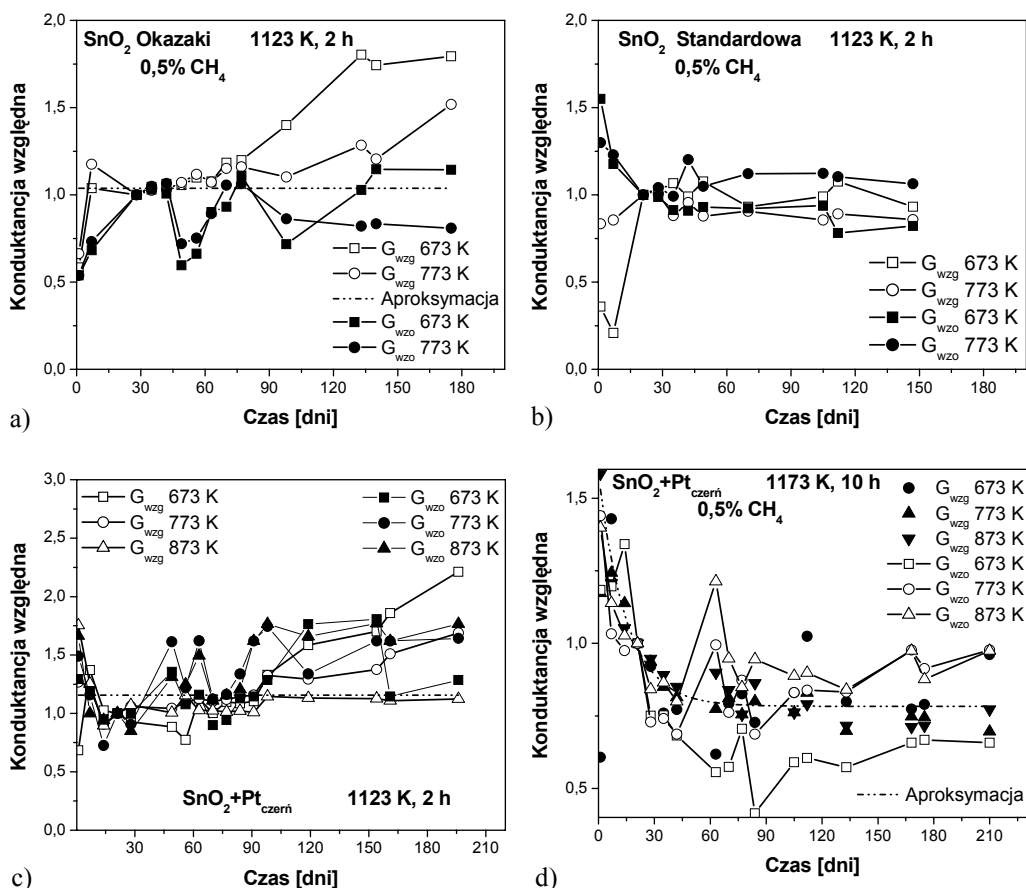 SnO2 Okazaki 1123 K, 2 h
0,5% CH4
Konduktancja względna
2,0
1,5
1,0
0,5
0,0
Gwzg 673 K
Gwzg 773 K
Aproksymacja
Gwzo 673 K
Gwzo 773 K
0 30 60 90 120 150 180
Czas [dni]
a)
SnO2 Standardowa 1123 K, 2 h
0,5% CH4
Konduktancja względna
2,0
1,5
1,0
0,5
0,0
Gwzg 673 K
Gwzg 773 K
Gwzo 673 K
Gwzo 773 K
0 30 60 90 120 150 180
Czas [dni]
b)
Konduktancja względna
3,0
2,5
2,0
1,5
1,0
0,5
0,0
Gwzg 673 K
Gwzg 773 K
Gwzg 873 K
Gwzo 673 K
Gwzo 773 K
Gwzo 873 K
SnO2+Ptczerń 1123 K, 2 h
0 30 60 90 120 150 180 210
Czas [dni]
c)
SnO2+Ptczerń 1173 K, 10 h
0,5% CH4
Konduktancja względna
1,5
1,0
0,5
Gwzg 673 K
Gwzg 773 K
Gwzg 873 K
Gwzo 673 K
Gwzo 773 K
Gwzo 873 K
Aproksymacja
0 30 60 90 120 150 180 210
Czas [dni]
d)